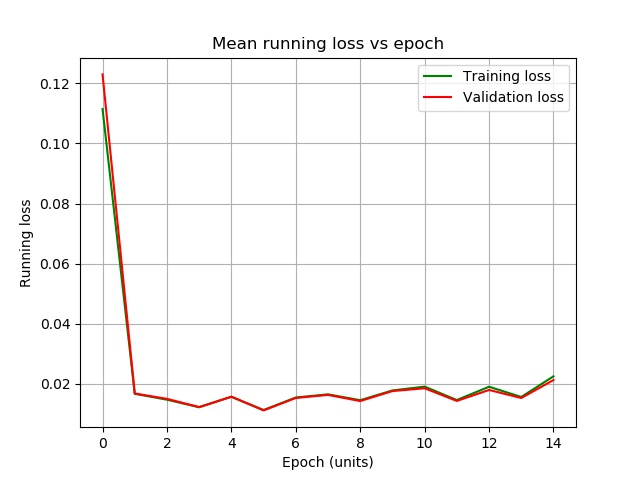 Mean running loss vs epoch
Training loss
Validation loss
0.12
0.10
0.08
0.06
0.04
0.02
Running loss
0 2 4 6 8 10 12 14
Epoch (units)